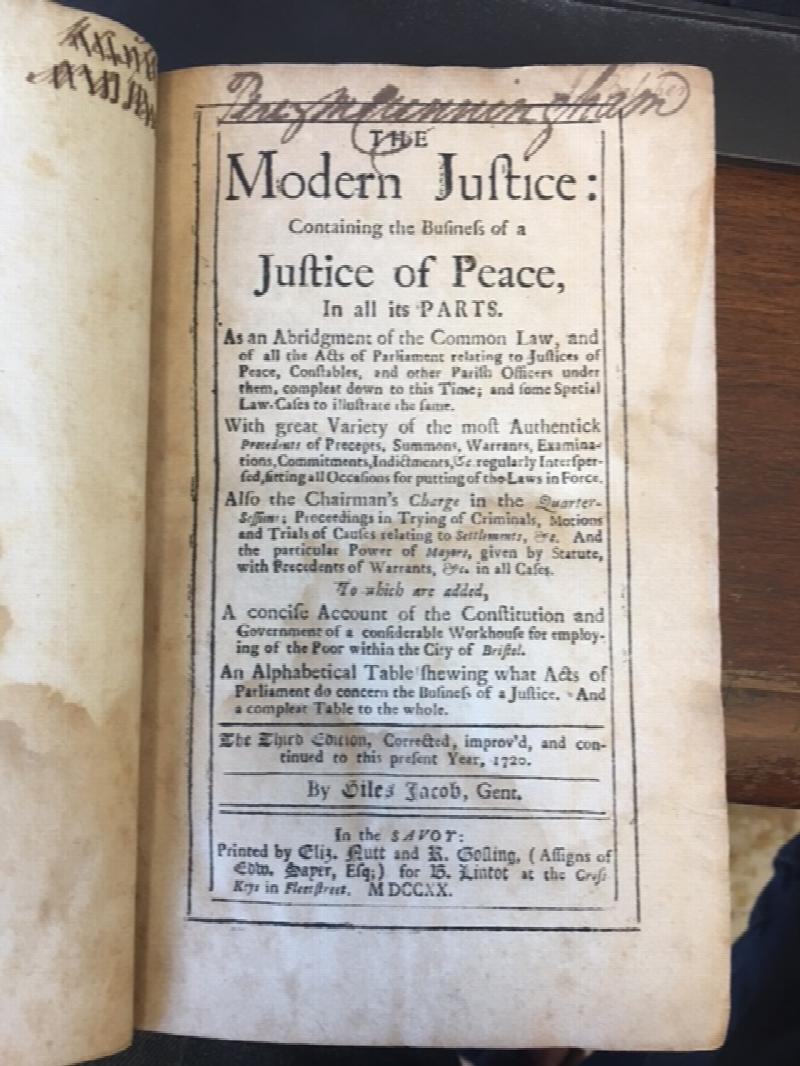 THE
Modern Juſtice:
Containing the Buſineſs of a
Juſtice of Peace,
In all its PARTS.
As an Abridgment of the Common Law, and
of all the Acts of Parliament relating to Juſtices of
Peace, Conſtables, and other Pariſh Officers under
them, compleat down to this Time; and ſome Special
Law-Caſes to illuſtrate the ſame.
With great Variety of the moſt Authentick
Precedents of Precepts, Summons, Warrants, Examina-
tions, Commitments, Indictments, &c. regularly Interſper-
ſed, fitting all Occaſions for putting of the Laws in Force.
Alſo the Chairman's Charge in the Quarter-
Seſſions; Proceedings in Trying of Criminals, Motions
and Trials of Cauſes relating to Settlements, &c. And
the particular Power of Mayors, given by Statute,
with Precedents of Warrants, &c. in all Caſes.
To which are added,
A conciſe Account of the Conſtitution and
Government of a conſiderable Workhouſe for employ-
ing of the Poor within the City of Briſtol.
An Alphabetical Table ſhewing what Acts of
Parliament do concern the Buſineſs of a Juſtice. And
a compleat Table to the whole.
The Third Edition, Corrected, improv'd, and con-
tinued to this preſent Year, 1720.
By Giles Jacob, Gent.
In the SAVOY:
Printed by Eliz. Nutt and R. Goſling, (Aſſigns of
Edw. Sayer, Eſq;) for B. Lintot at the Croſs
Keys in Fleetſtreet. MDCCXX.